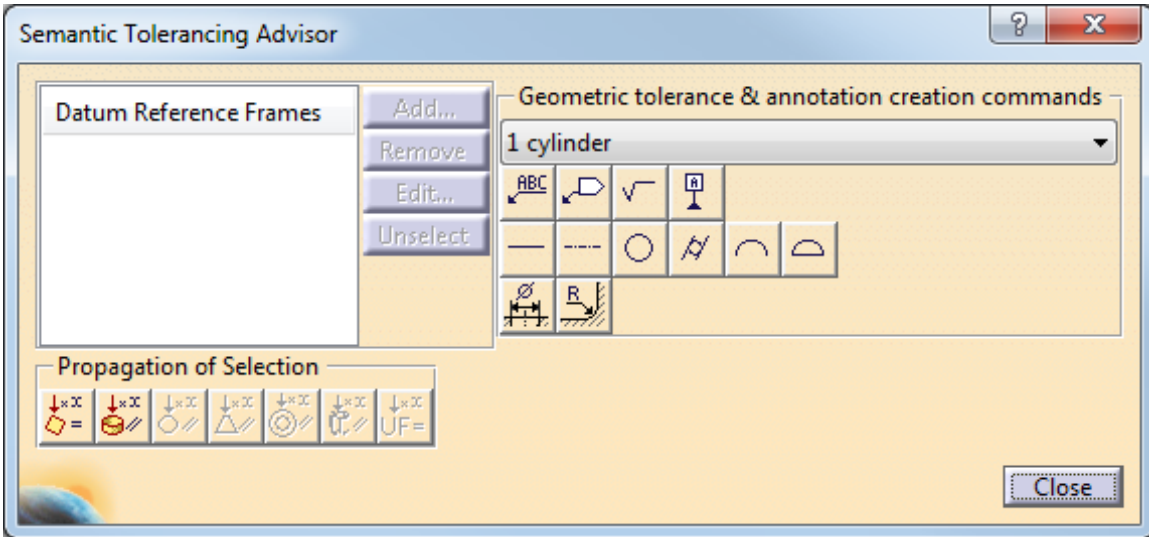 Semantic Tolerancing Advisor
?
X
Datum Reference Frames
Add...
Remove
Edit...
Unselect
Geometric tolerance & annotation creation commands
1 cylinder
ABC
A
Ø
R
Propagation of Selection
↓×x
=
↓×x
//
↓×x
//
↓×x
//
↓×x
//
↓×x
//
↓×x
UF=
Close